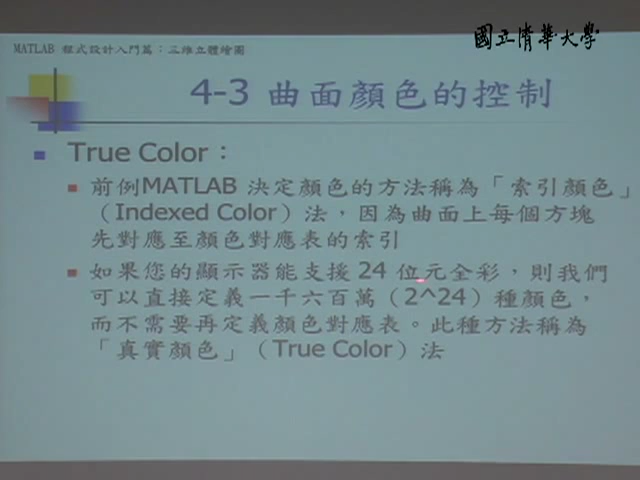 MATLAB 程式設計入門篇：三維立體繪圖
國立清華大學
4-3 曲面顏色的控制
True Color：
前例MATLAB 決定顏色的方法稱為「索引顏色」
（Indexed Color）法，因為曲面上每個方塊
先對應至顏色對應表的索引
如果您的顯示器能支援 24 位元全彩，則我們
可以直接定義一千六百萬（2^24）種顏色，
而不需要再定義顏色對應表。此種方法稱為
「真實顏色」（True Color）法